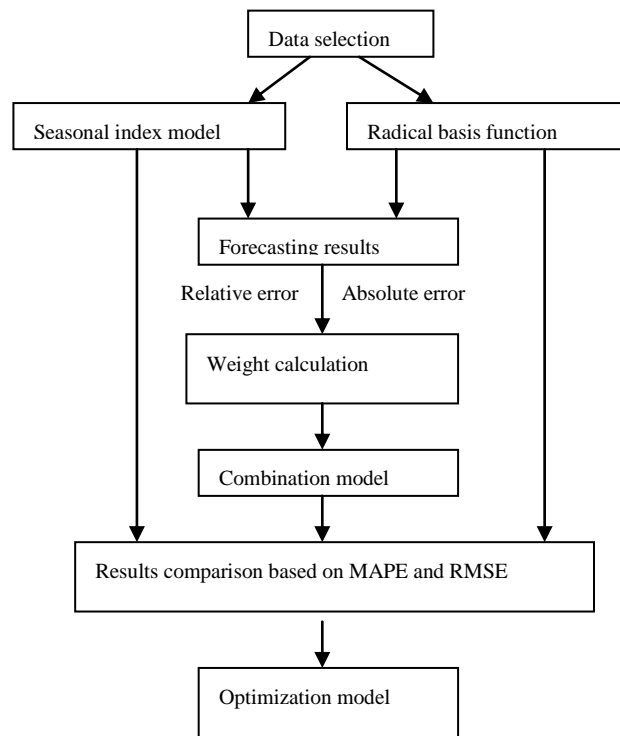 Data selection
Seasonal index model
Radical basis function
Forecasting results
Relative error
Absolute error
Weight calculation
Combination model
Results comparison based on MAPE and RMSE
Optimization model